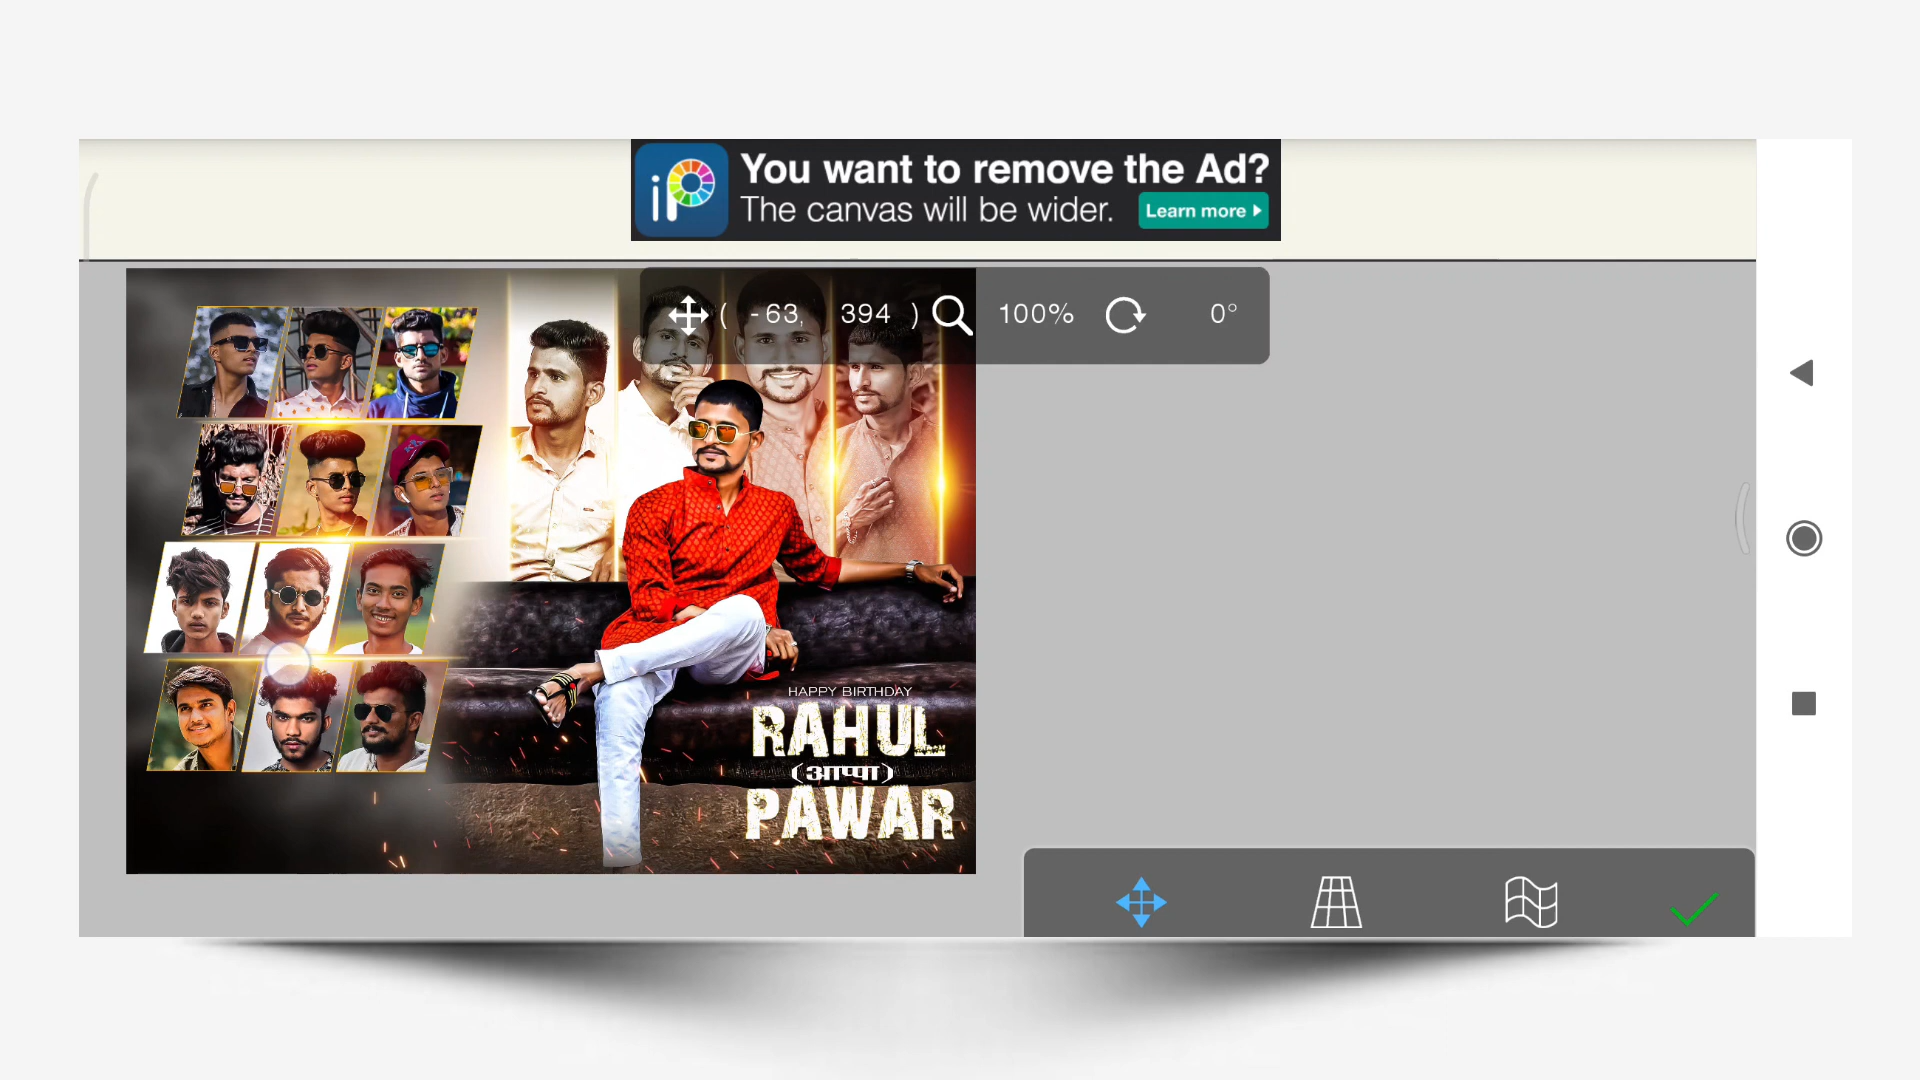 iP
You want to remove the Ad?
The canvas will be wider.
Learn more
( -63, 394 ) 100% 0°
HAPPY BIRTHDAY
RAHUL
(आप्पा)
PAWAR